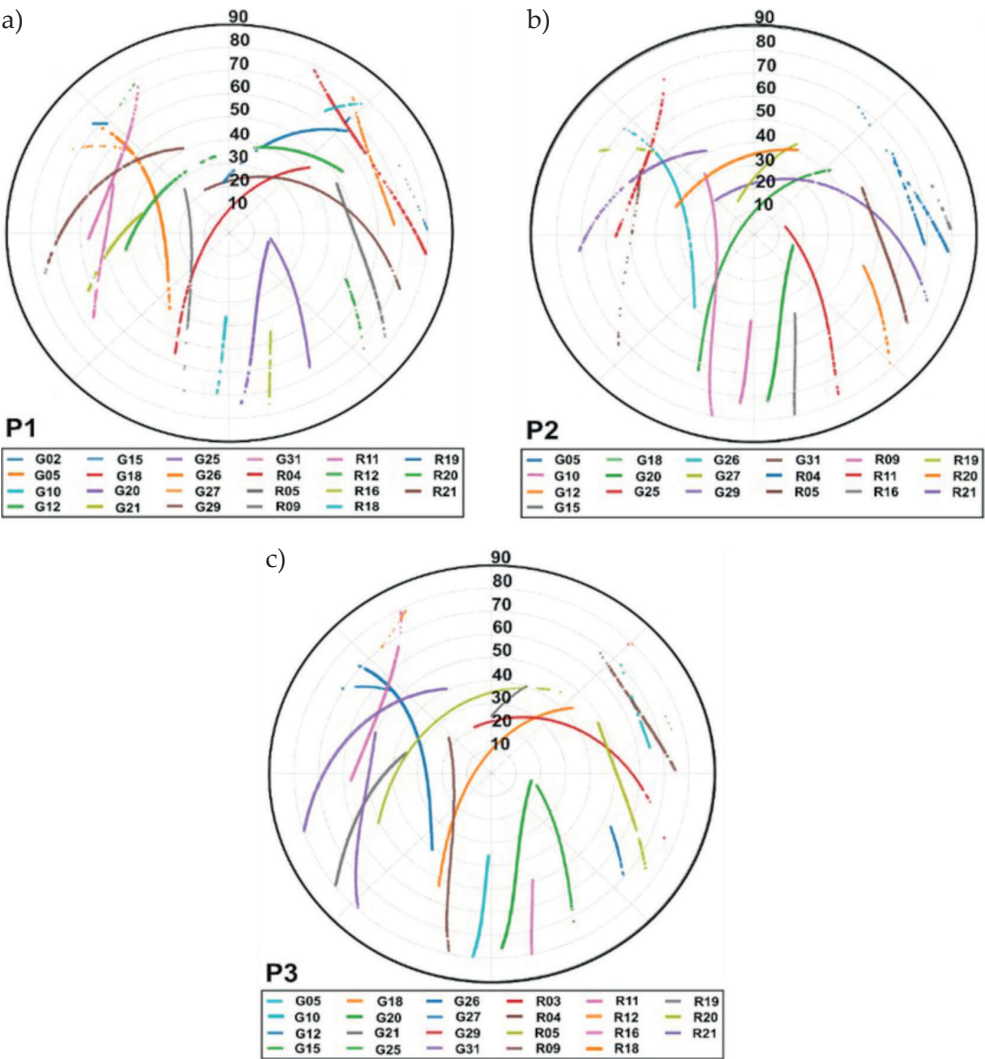 a)
90
80
70
60
50
40
30
20
10
P1
G02 G15 G25 G31 R11 R19
G05 G18 G26 R04 R12 R20
G10 G20 G27 R05 R16 R21
G12 G21 G29 R09 R18
b)
90
80
70
60
50
40
30
20
10
P2
G05 G18 G26 G31 R09 R19
G10 G20 G27 R04 R11 R20
G12 G25 G29 R05 R16 R21
G15
c)
90
80
70
60
50
40
30
20
10
P3
G05 G18 G26 R03 R11 R19
G10 G20 G27 R04 R12 R20
G12 G21 G29 R05 R16 R21
G15 G25 G31 R09 R18